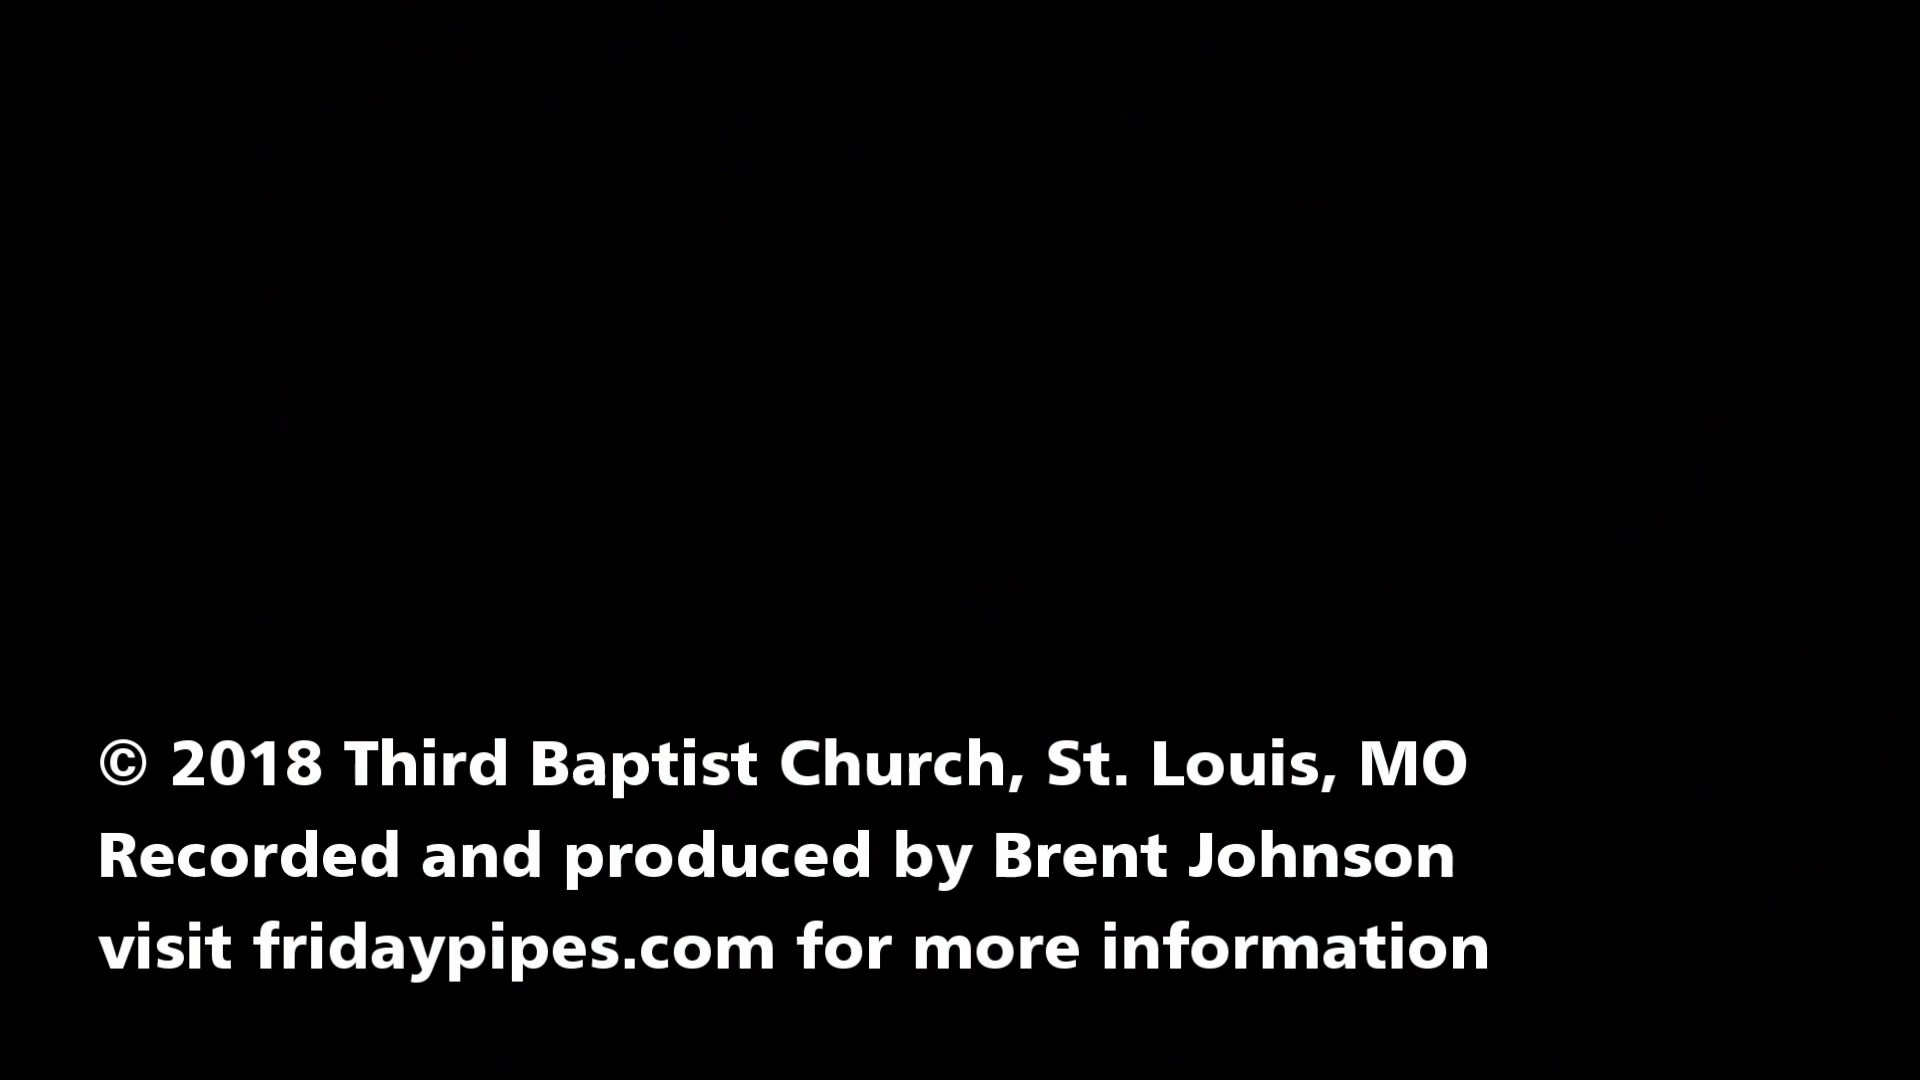 © 2018 Third Baptist Church, St. Louis, MO
Recorded and produced by Brent Johnson
visit fridaypipes.com for more information